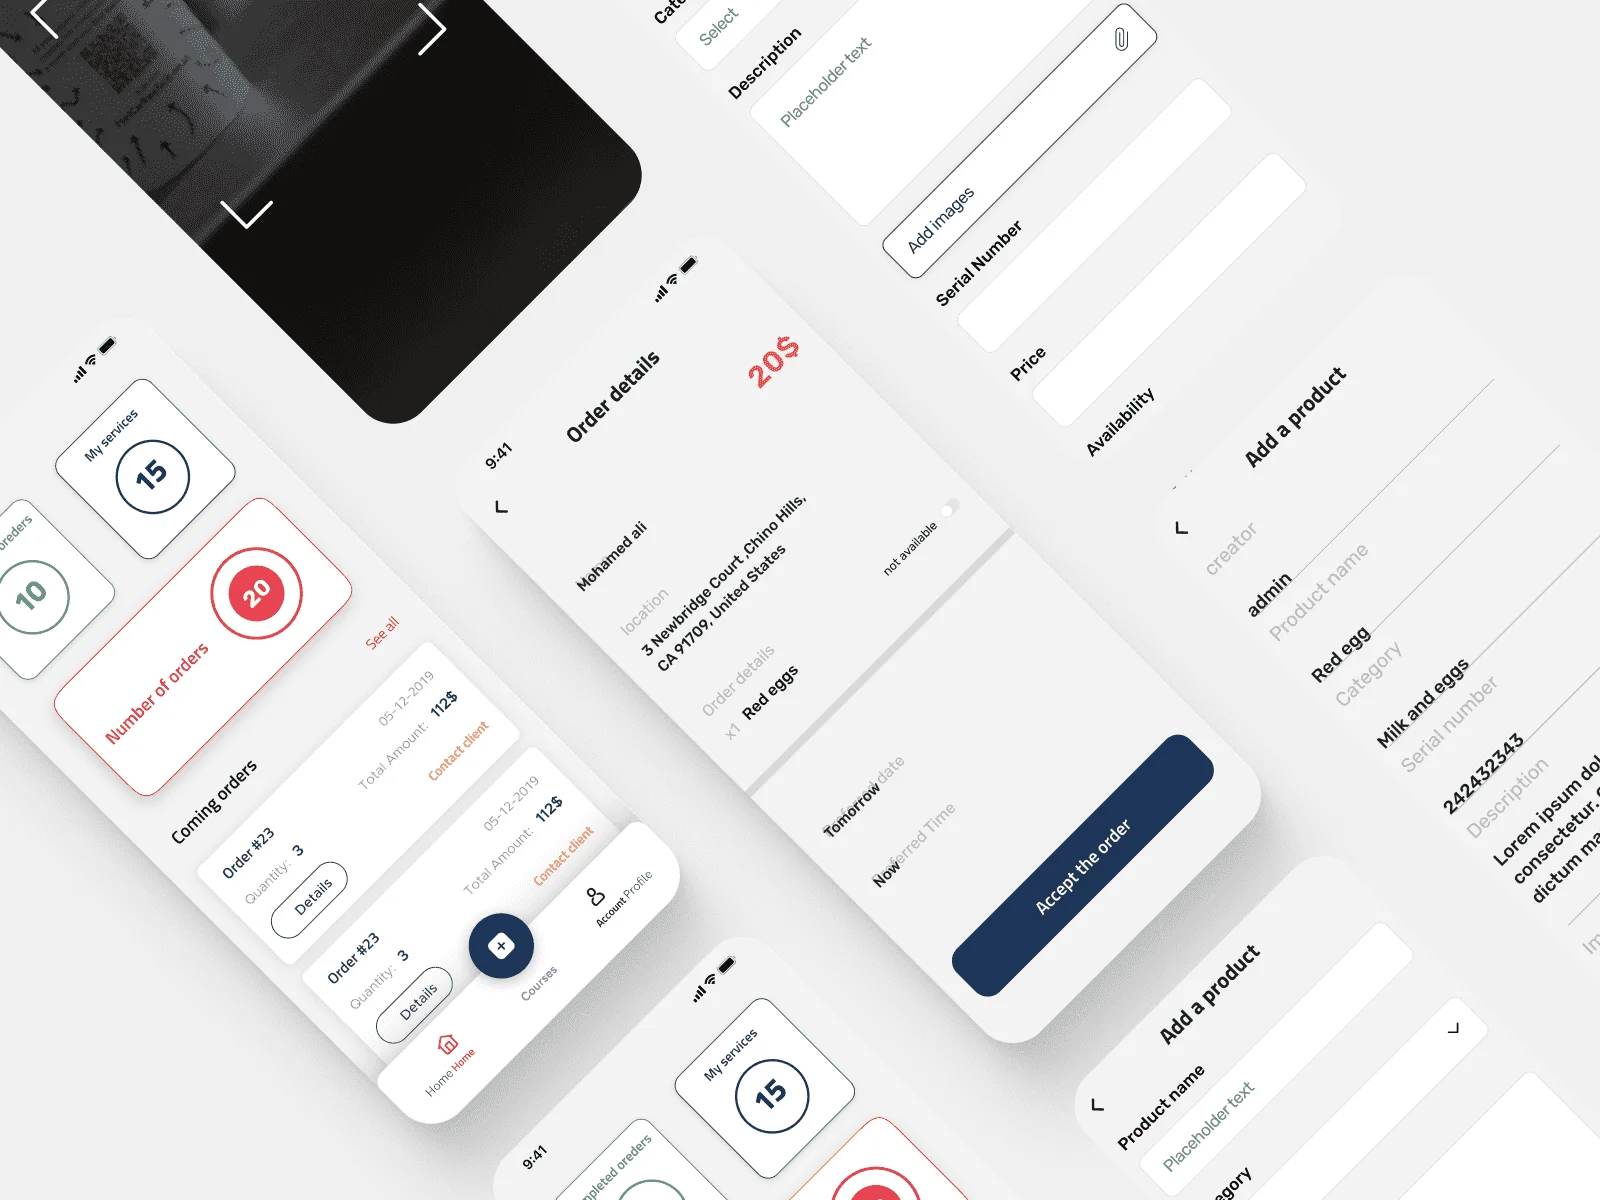 My services
15
oreders
10
20
Number of orders
See all
Coming orders
05-12-2019
Total Amount: 112$
Contact client
Order #23
Quantity: 3
Details
05-12-2019
Total Amount: 112$
Contact client
Order #23
Quantity: 3
Details
Home Home
Courses
Account Profile
9:41
Order details
20$
Mohamed ali
location
3 Newbridge Court ,Chino Hills,
CA 91709, United States
not available
Order details
x1 Red eggs
date
Tomorrow
Time
Now
Accept the order
Select
Description
Placeholder text
Add images
Serial Number
Price
Availability
Add a product
creator
admin
Product name
Red egg
Category
Milk and eggs
Serial number
242432343
Description
Lorem ipsum dol
consectetur.
dictum ma
Add a product
Product name
Placeholder text
egory
9:41
My services
15
mpleted oreders